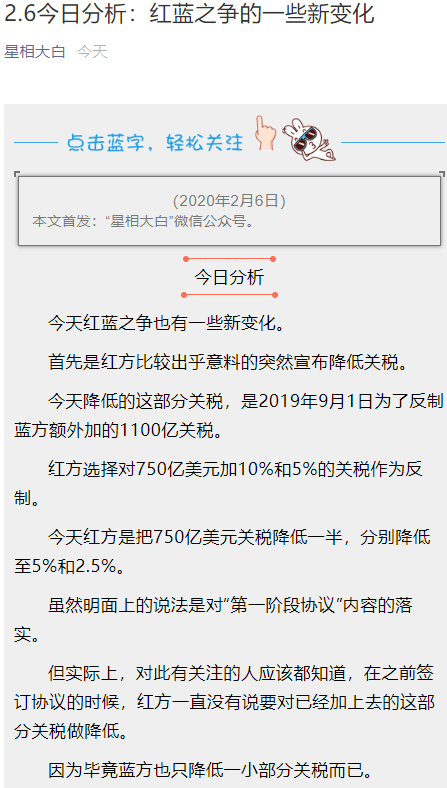 2.6今日分析：红蓝之争的一些新变化
星相大白 今天
点击蓝字，轻松关注
（2020年2月6日）
本文首发：“星相大白”微信公众号。
今日分析
今天红蓝之争也有一些新变化。
首先是红方比较出乎意料的突然宣布降低关税。
今天降低的这部分关税，是2019年9月1日为了反制
蓝方额外加的1100亿关税。
红方选择对750亿美元加10%和5%的关税作为反
制。
今天红方是把750亿美元关税降低一半，分别降低
至5%和2.5%。
虽然明面上的说法是对“第一阶段协议”内容的落
实。
但实际上，对此有关注的人应该都知道，在之前签
订协议的时候，红方一直没有说要对已经加上去的这部
分关税做降低。
因为毕竟蓝方也只降低一小部分关税而已。